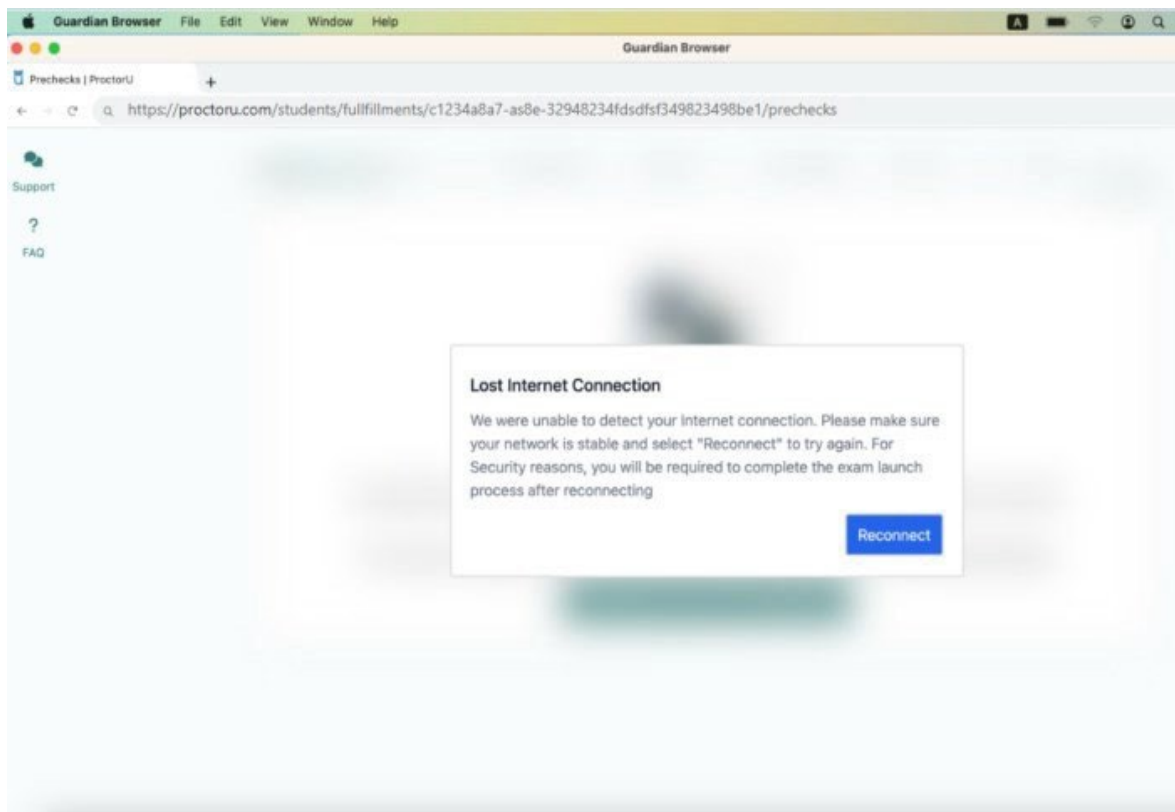 Guardian Browser File Edit View Window Help A
Guardian Browser
Prechecks | ProctorU
https://proctoru.com/students/fullfillments/c1234a8a7-as8e-32948234fdsdfsf349823498be1/prechecks
Support
?
FAQ
Lost Internet Connection
We were unable to detect your Internet connection. Please make sure
your network is stable and select "Reconnect" to try again. For
Security reasons, you will be required to complete the exam launch
process after reconnecting
Reconnect